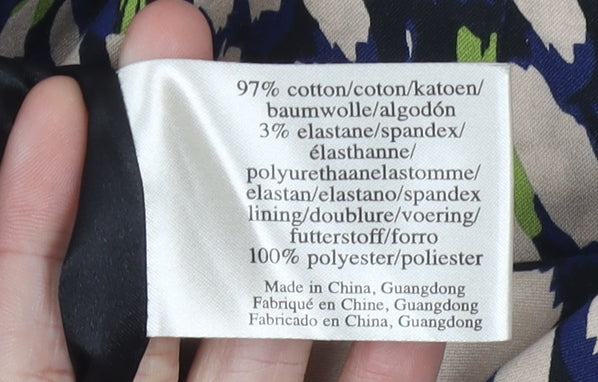 97% cotton/coton/katoen/
baumwolle/algodón
3% elastane/spandex/
élasthanne/
polyurethaanelastomme/
elastan/elastano/spandex
lining/doublure/voering/
futterstoff/forro
100% polyester/poliester
Made in China, Guangdong
Fabriqué en Chine, Guangdong
Fabricado en China, Guangdong